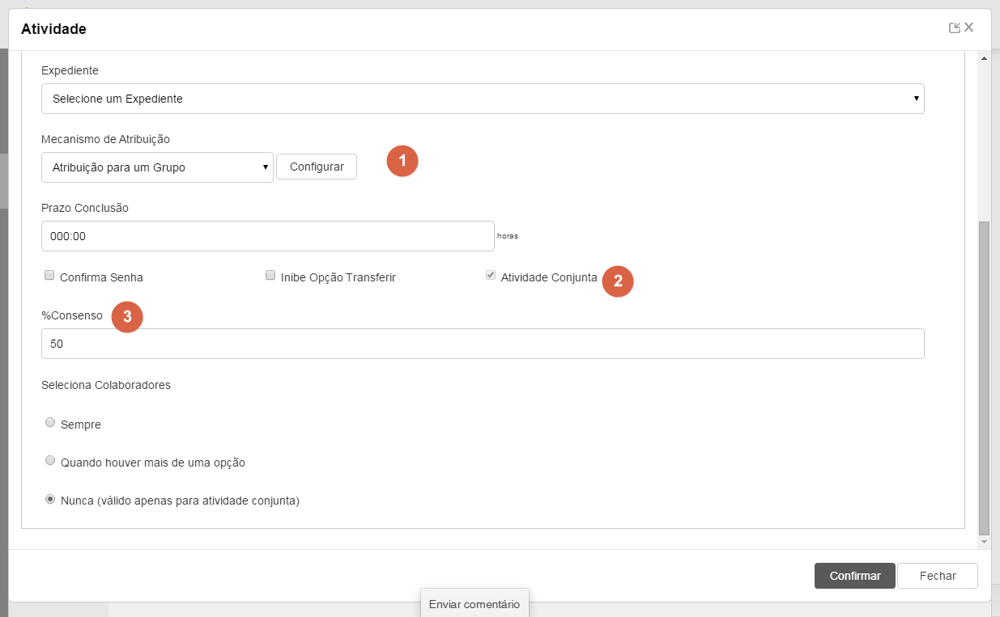 Atividade
Expediente
Selecione um Expediente
Mecanismo de Atribuição
Atribuição para um Grupo Configurar 1
Prazo Conclusão
000:00 horas
Confirma Senha Inibe Opção Transferir Atividade Conjunta 2
%Consenso 3
50
Seleciona Colaboradores
Sempre
Quando houver mais de uma opção
Nunca (válido apenas para atividade conjunta)
Confirmar Fechar
Enviar comentário